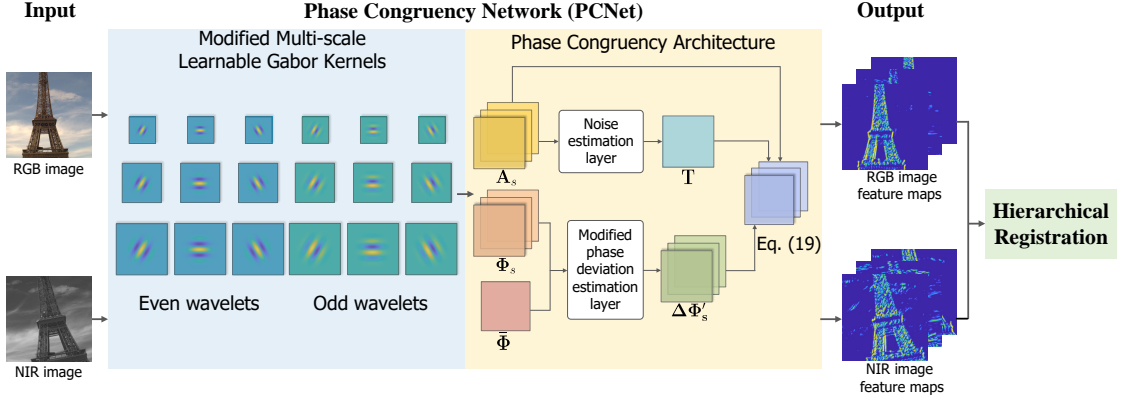 Input
Phase Congruency Network (PCNet)
Output
Modified Multi-scale
Learnable Gabor Kernels
Phase Congruency Architecture
RGB image
NIR image
Even wavelets
Odd wavelets
A_s
Noise
estimation
layer
T
Φ_s
Φ̄
Modified
phase
deviation
estimation
layer
ΔΦ′_s
Eq. (19)
RGB image
feature maps
NIR image
feature maps
Hierarchical
Registration